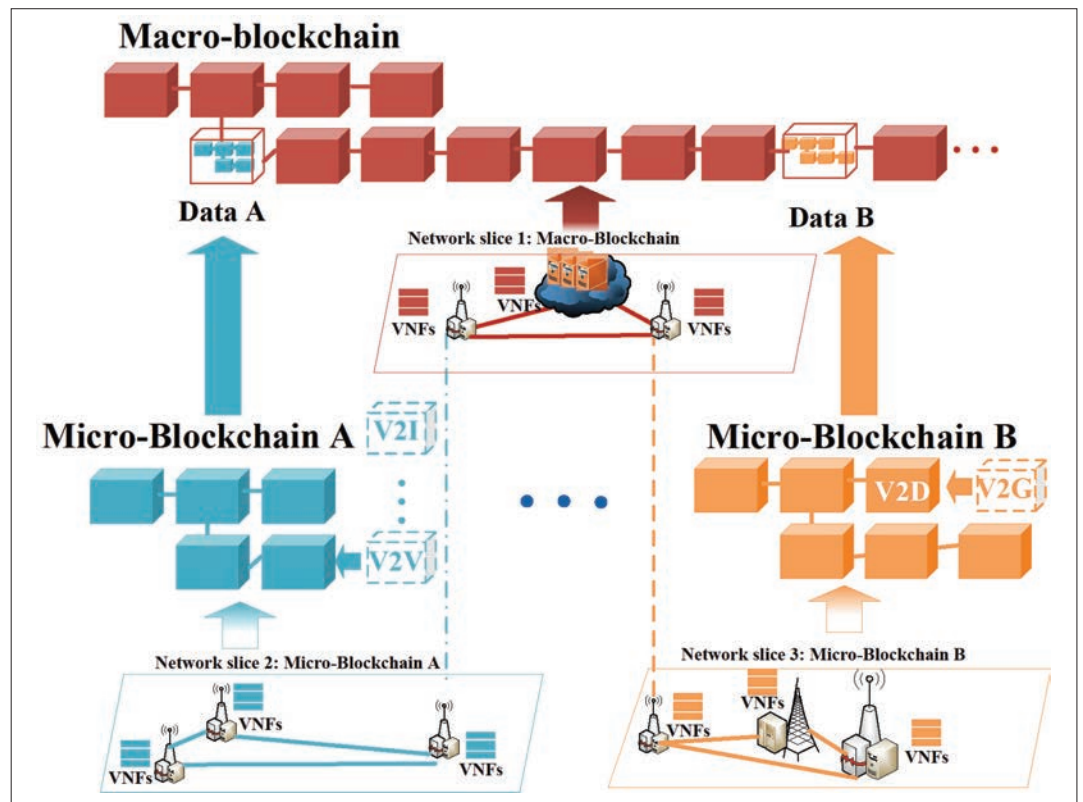 Macro-blockchain
Data A
Data B
Network slice 1: Macro-Blockchain
VNFs
VNFs
VNFs
Micro-Blockchain A
V2I
V2V
Micro-Blockchain B
V2D
V2G
Network slice 2: Micro-Blockchain A
VNFs
VNFs
VNFs
Network slice 3: Micro-Blockchain B
VNFs
VNFs
VNFs